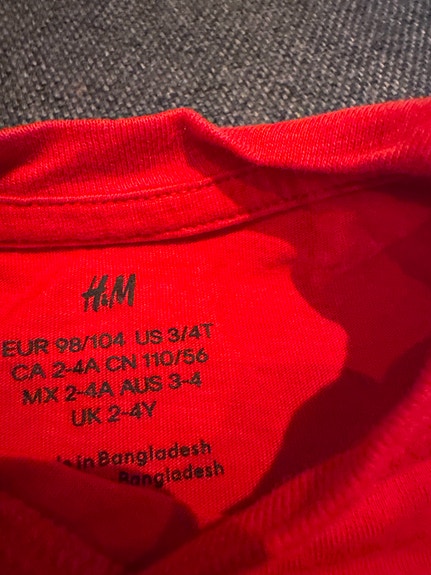 H&M
EUR 98/104 US 3/4T
CA 2-4A CN 110/56
MX 2-4A AUS 3-4
UK 2-4Y
in Bangladesh
Bangladesh